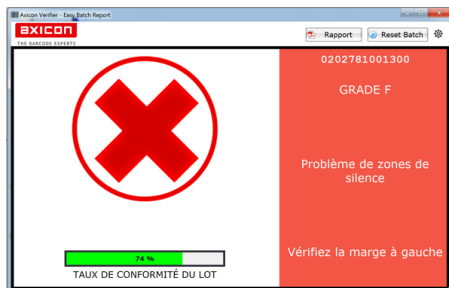 Axicon Verifier - Easy Batch Report
axicon
THE BARCODE EXPERTS
Rapport
Reset Batch
0202781001300
GRADE F
Problème de zones de
silence
Vérifiez la marge à gauche
74 %
TAUX DE CONFORMITÉ DU LOT